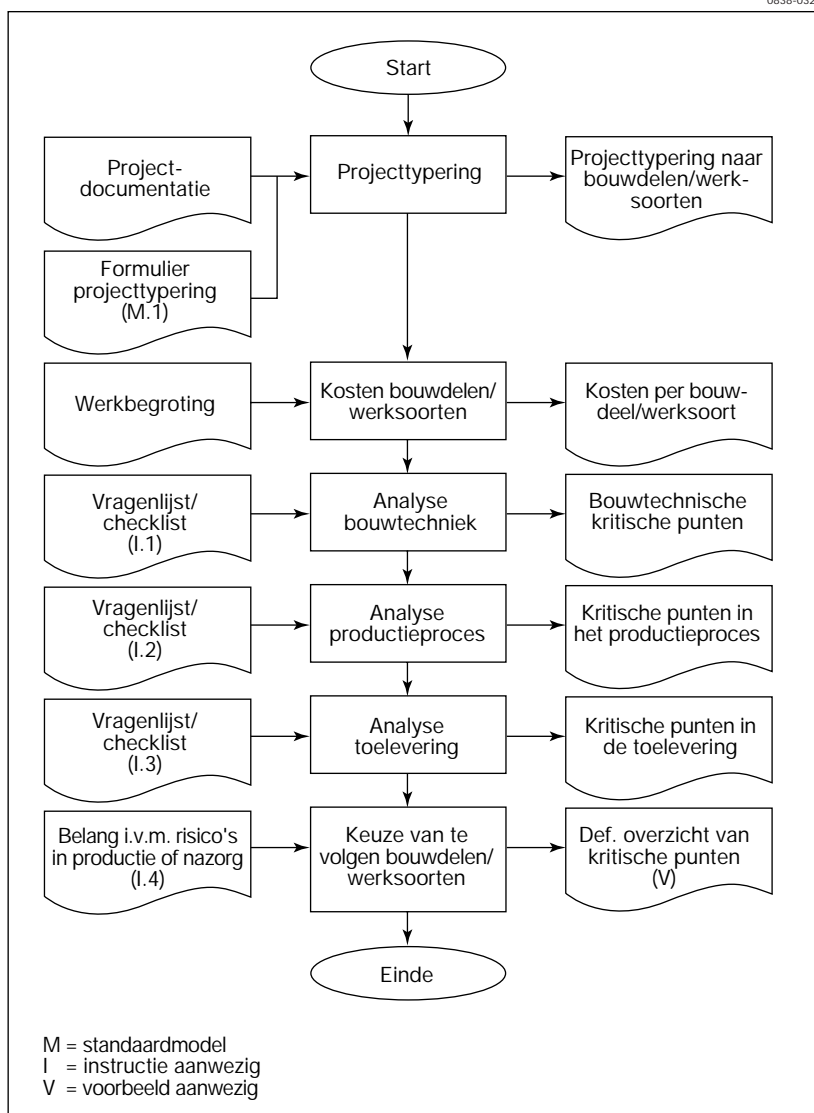 0838-032
Start
Project-
documentatie
Projecttypering
Projecttypering naar
bouwdelen/werk-
soorten
Formulier
projecttypering
(M.1)
Werkbegroting
Kosten bouwdelen/
werksoorten
Kosten per bouw-
deel/werksoort
Vragenlijst/
checklist
(I.1)
Analyse
bouwtechniek
Bouwtechnische
kritische punten
Vragenlijst/
checklist
(I.2)
Analyse
productieproces
Kritische punten in
het productieproces
Vragenlijst/
checklist
(I.3)
Analyse
toelevering
Kritische punten in
de toelevering
Belang i.v.m. risico's
in productie of nazorg
(I.4)
Keuze van te
volgen bouwdelen/
werksoorten
Def. overzicht van
kritische punten
(V)
Einde
M = standaardmodel
I = instructie aanwezig
V = voorbeeld aanwezig